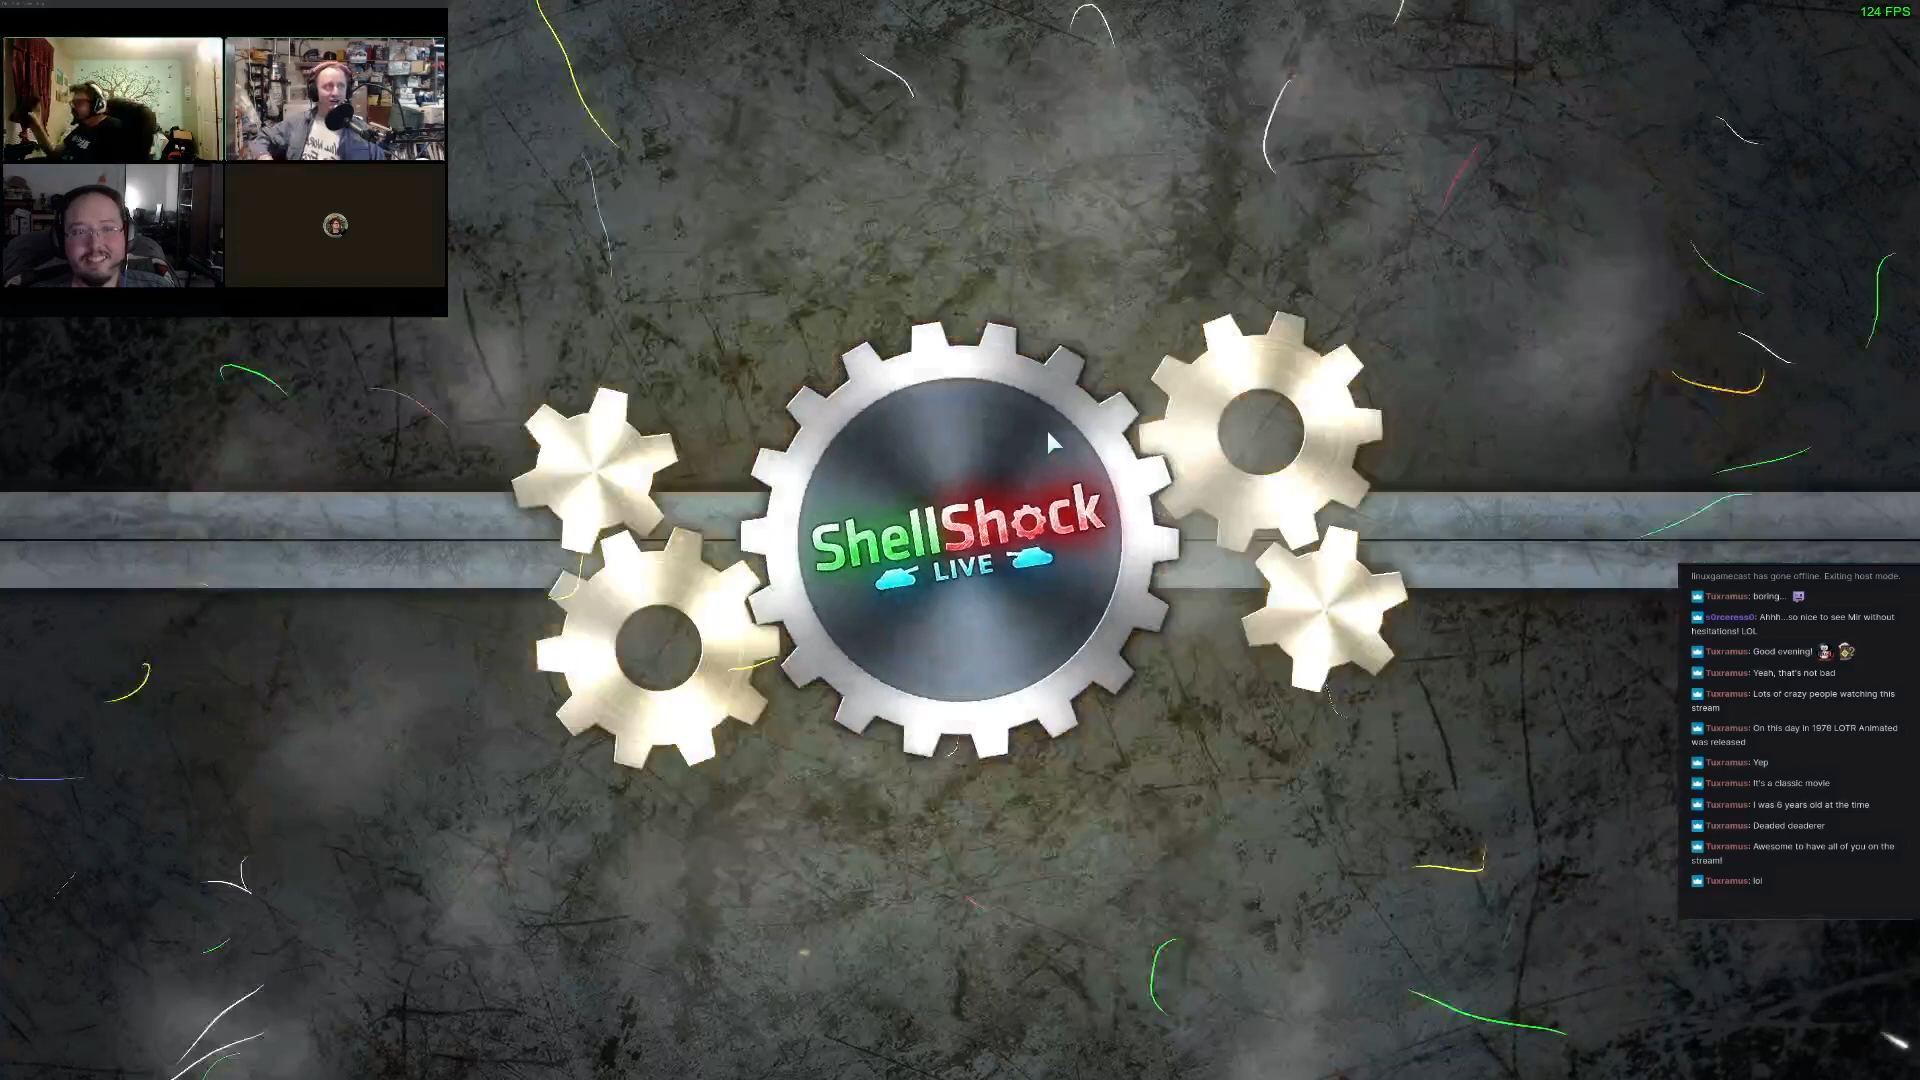 124 FPS
ShellShock
LIVE
linuxgamecast has gone offline. Exiting host mode.
Tuxramus: boring...
s0rceress0: Ahhh...so nice to see Mir without
hesitations! LOL
Tuxramus: Good evening!
Tuxramus: Yeah, that's not bad
Tuxramus: Lots of crazy people watching this
stream
Tuxramus: On this day in 1978 LOTR Animated
was released
Tuxramus: Yep
Tuxramus: It's a classic movie
Tuxramus: I was 6 years old at the time
Tuxramus: Deaded deaderer
Tuxramus: Awesome to have all of you on the
stream!
Tuxramus: lol